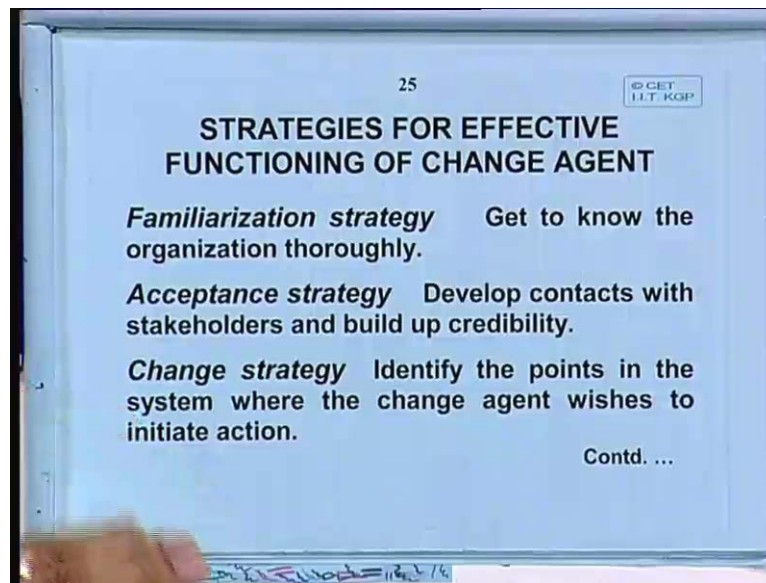 25
© CET
I.I.T. KGP
STRATEGIES FOR EFFECTIVE
FUNCTIONING OF CHANGE AGENT
Familiarization strategy Get to know the
organization thoroughly.
Acceptance strategy Develop contacts with
stakeholders and build up credibility.
Change strategy Identify the points in the
system where the change agent wishes to
initiate action.
Contd. ...